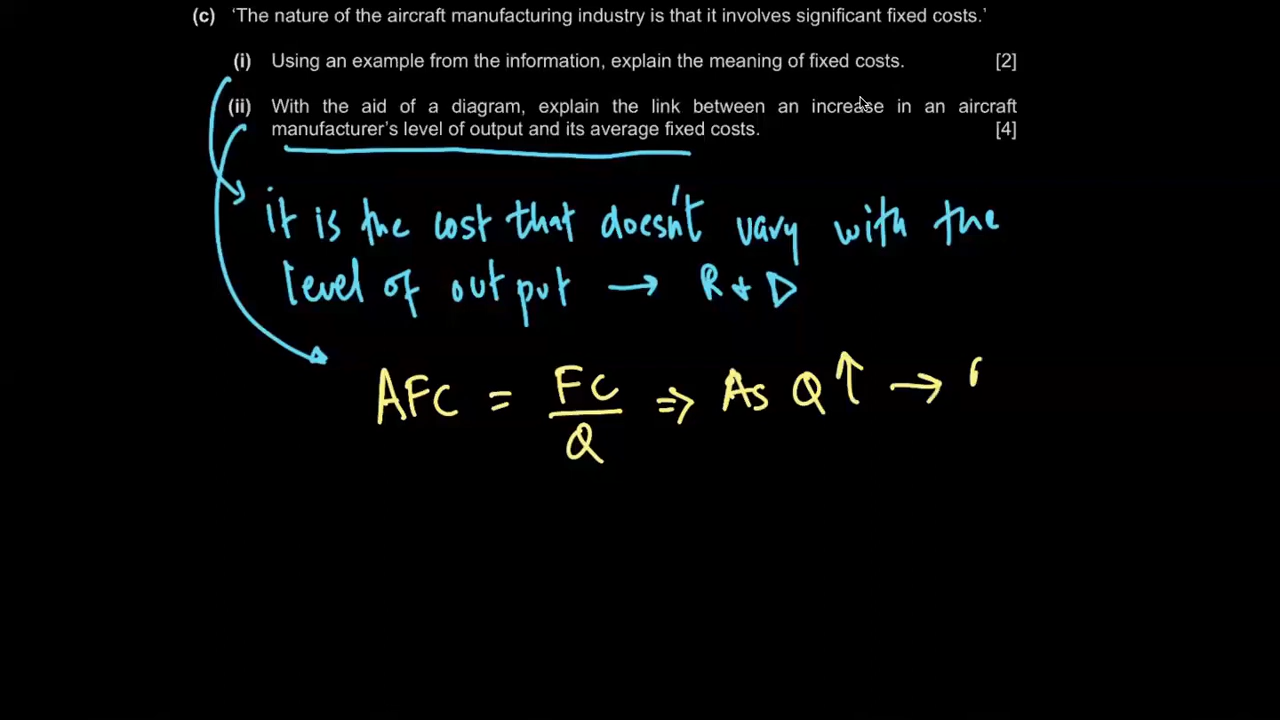 (c) ‘The nature of the aircraft manufacturing industry is that it involves significant fixed costs.’
(i) Using an example from the information, explain the meaning of fixed costs. [2]
(ii) With the aid of a diagram, explain the link between an increase in an aircraft
manufacturer’s level of output and its average fixed costs. [4]
it is the cost that doesn't vary with the
level of output → R & D
AFC = FC / Q ⇒ As Q ↑ →